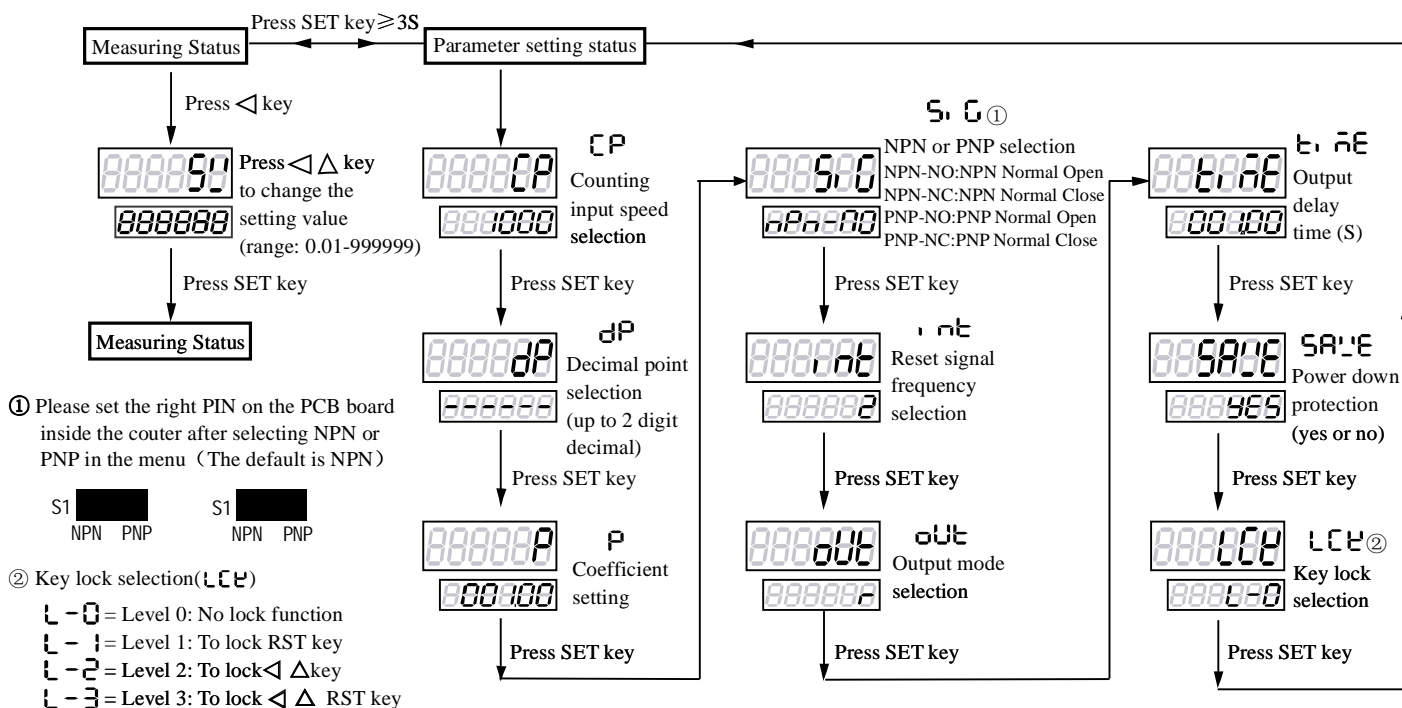 Press SET key≥3S
Measuring Status
Parameter setting status
Press ◁ key
SV
Press ◁ △ key
to change the
setting value
(range: 0.01-999999)
888888
Press SET key
Measuring Status
① Please set the right PIN on the PCB board
inside the couter after selecting NPN or
PNP in the menu（The default is NPN）
S1
NPN PNP
S1
NPN PNP
② Key lock selection(LCK)
L-0 = Level 0: No lock function
L-1 = Level 1: To lock RST key
L-2 = Level 2: To lock◁ △key
L-3 = Level 3: To lock ◁ △ RST key
CP
CP
Counting
input speed
selection
1000
Press SET key
dP
dP
Decimal point
selection
(up to 2 digit
decimal)
------
Press SET key
P
P
Coefficient
setting
001.00
Press SET key
SiG①
SiG
NPN or PNP selection
NPN-NO:NPN Normal Open
NPN-NC:NPN Normal Close
PNP-NO:PNP Normal Open
PNP-NC:PNP Normal Close
nPn-NO
Press SET key
int
int
Reset signal
frequency
selection
2
Press SET key
oUt
oUt
Output mode
selection
r
Press SET key
tiME
tiME
Output
delay
time (S)
001.00
Press SET key
SAVE
SAVE
Power down
protection
(yes or no)
YES
Press SET key
LCK
LCK②
Key lock
selection
L-0
Press SET key